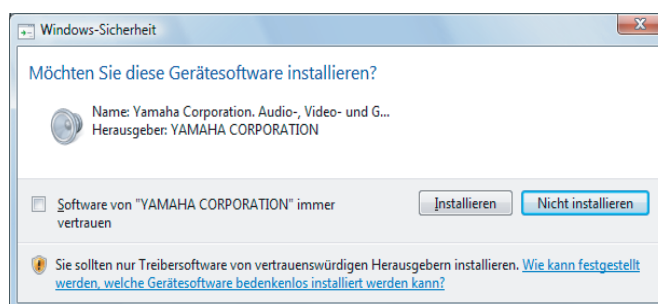 Windows-Sicherheit
Möchten Sie diese Gerätesoftware installieren?
Name: Yamaha Corporation. Audio-, Video- und G...
Herausgeber: YAMAHA CORPORATION
Software von "YAMAHA CORPORATION" immer
vertrauen
Installieren
Nicht installieren
Sie sollten nur Treibersoftware von vertrauenswürdigen Herausgebern installieren. Wie kann festgestellt
werden, welche Gerätesoftware bedenkenlos installiert werden kann?